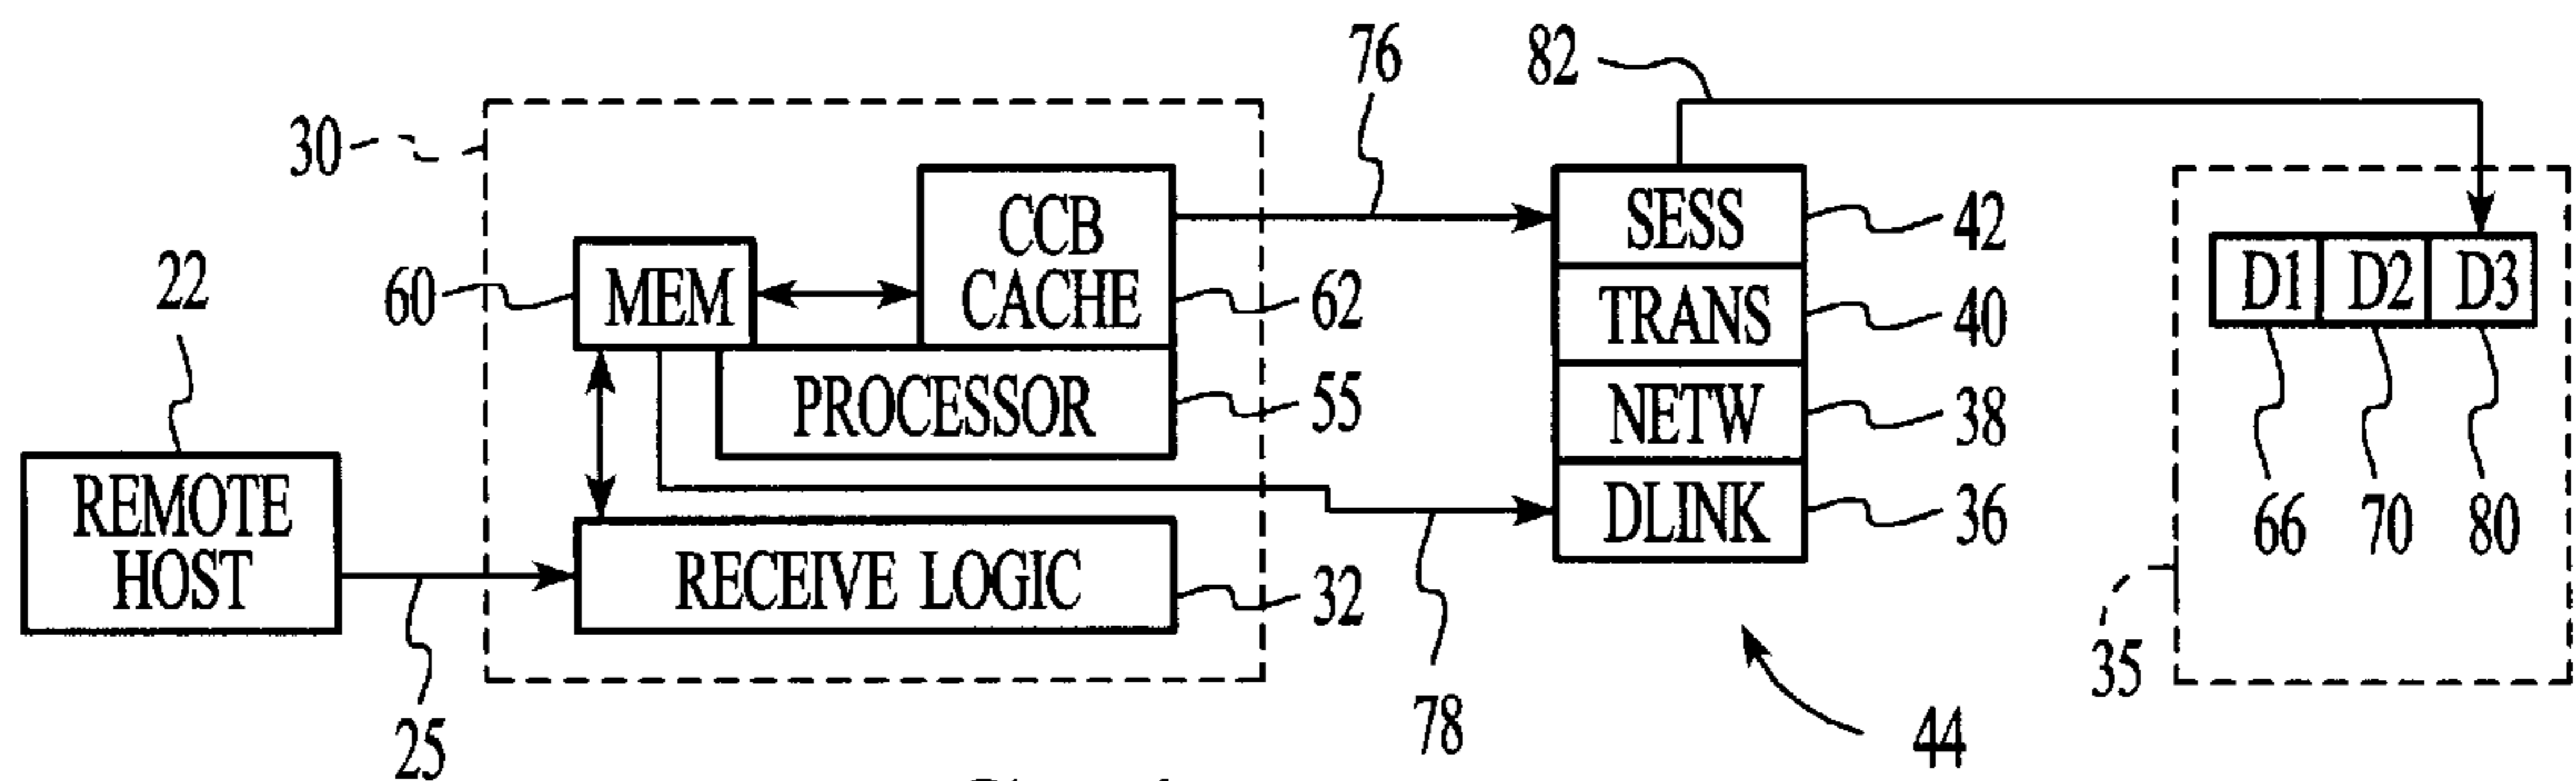 76
82
30
CCB
CACHE
SESS
42
22
60
MEM
62
TRANS
40
D1 D2 D3
PROCESSOR
55
NETW
38
REMOTE
HOST
DLINK
36
66
70
80
RECEIVE LOGIC
32
35
25
78
44